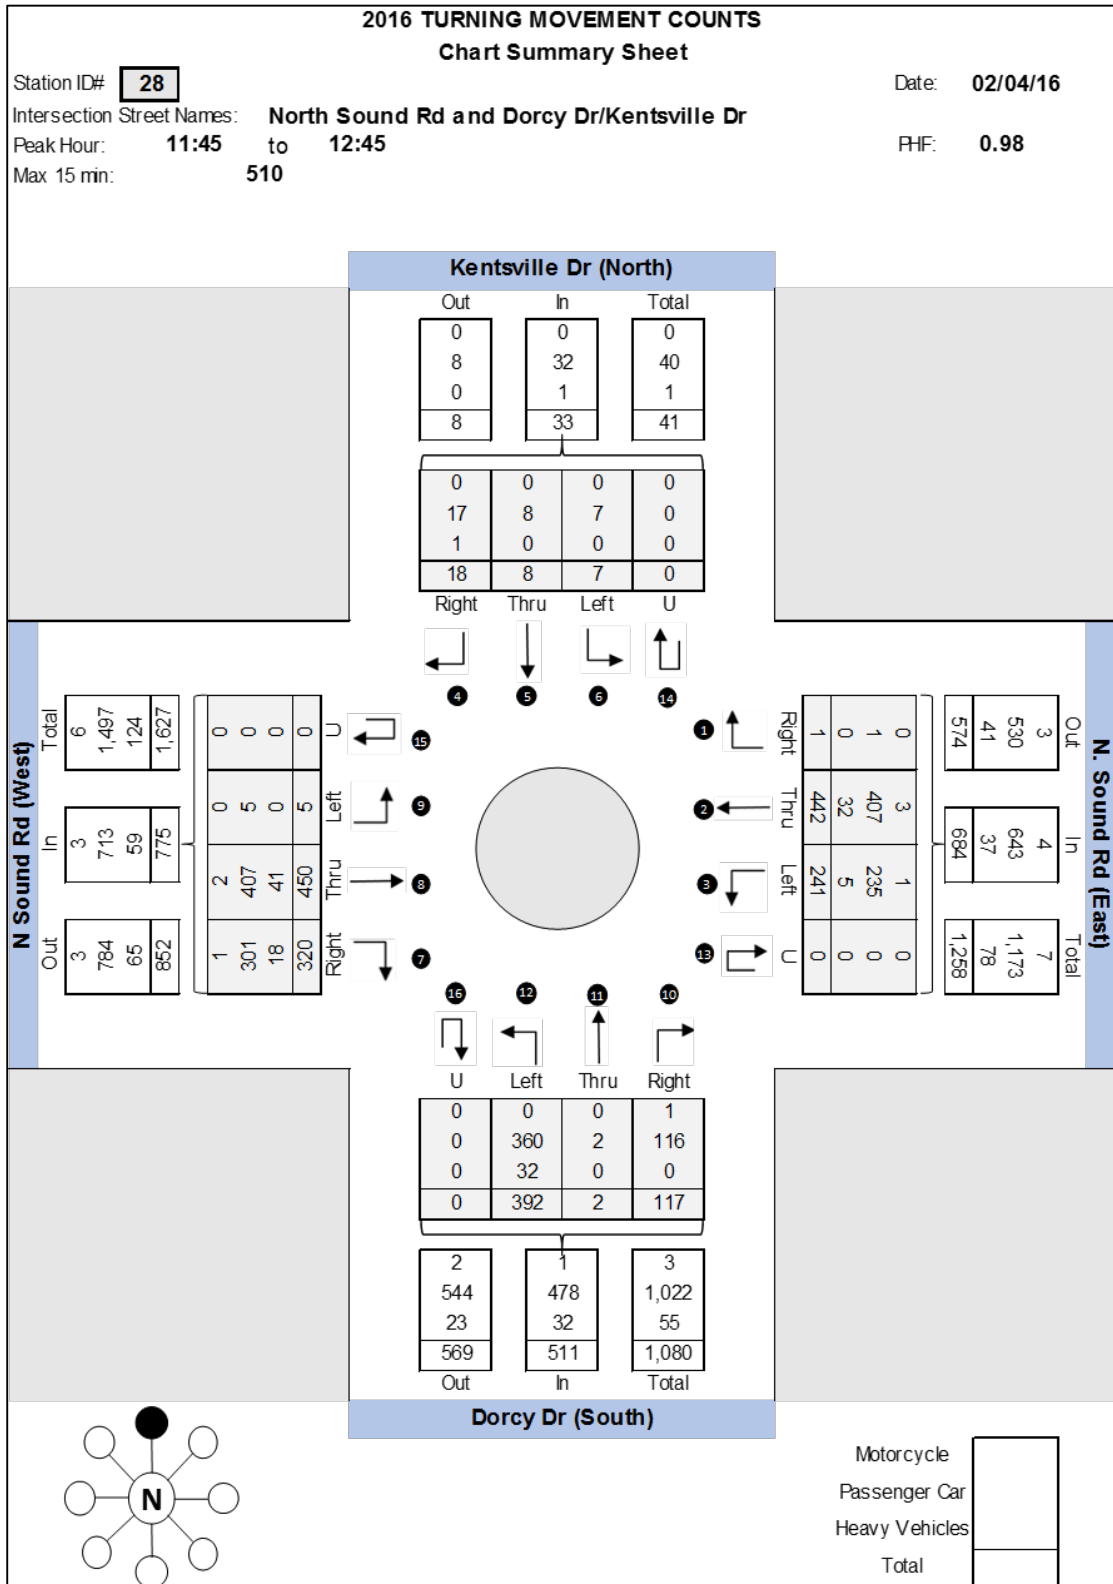 2016 TURNING MOVEMENT COUNTS
Chart Summary Sheet
Station ID# 28 Date: 02/04/16
Intersection Street Names: North Sound Rd and Dorcy Dr/Kentsville Dr
Peak Hour: 11:45 to 12:45 PHF: 0.98
Max 15 min: 510
Kentsville Dr (North)
Out In Total
0 0 0
8 32 40
0 1 1
8 33 41
0 0 0 0
17 8 7 0
1 0 0 0
18 8 7 0
Right Thru Left U
4 5 6 14
N Sound Rd (West)
Total 6 1,497 124 1,627
In 3 713 59 775
Out 3 784 65 852
0 0 0 0 U 15
0 5 0 5 Left 9
2 407 41 450 Thru 8
1 301 18 320 Right 7
1 Right 1 0 1 0
2 Thru 442 32 407 3
3 Left 241 5 235 1
13 U 0 0 0 0
574 41 530 3 Out
684 37 643 4 In
1,258 78 1,173 7 Total
N. Sound Rd (East)
16 12 11 10
U Left Thru Right
0 0 0 1
0 360 2 116
0 32 0 0
0 392 2 117
2 1 3
544 478 1,022
23 32 55
569 511 1,080
Out In Total
Dorcy Dr (South)
N
Motorcycle
Passenger Car
Heavy Vehicles
Total